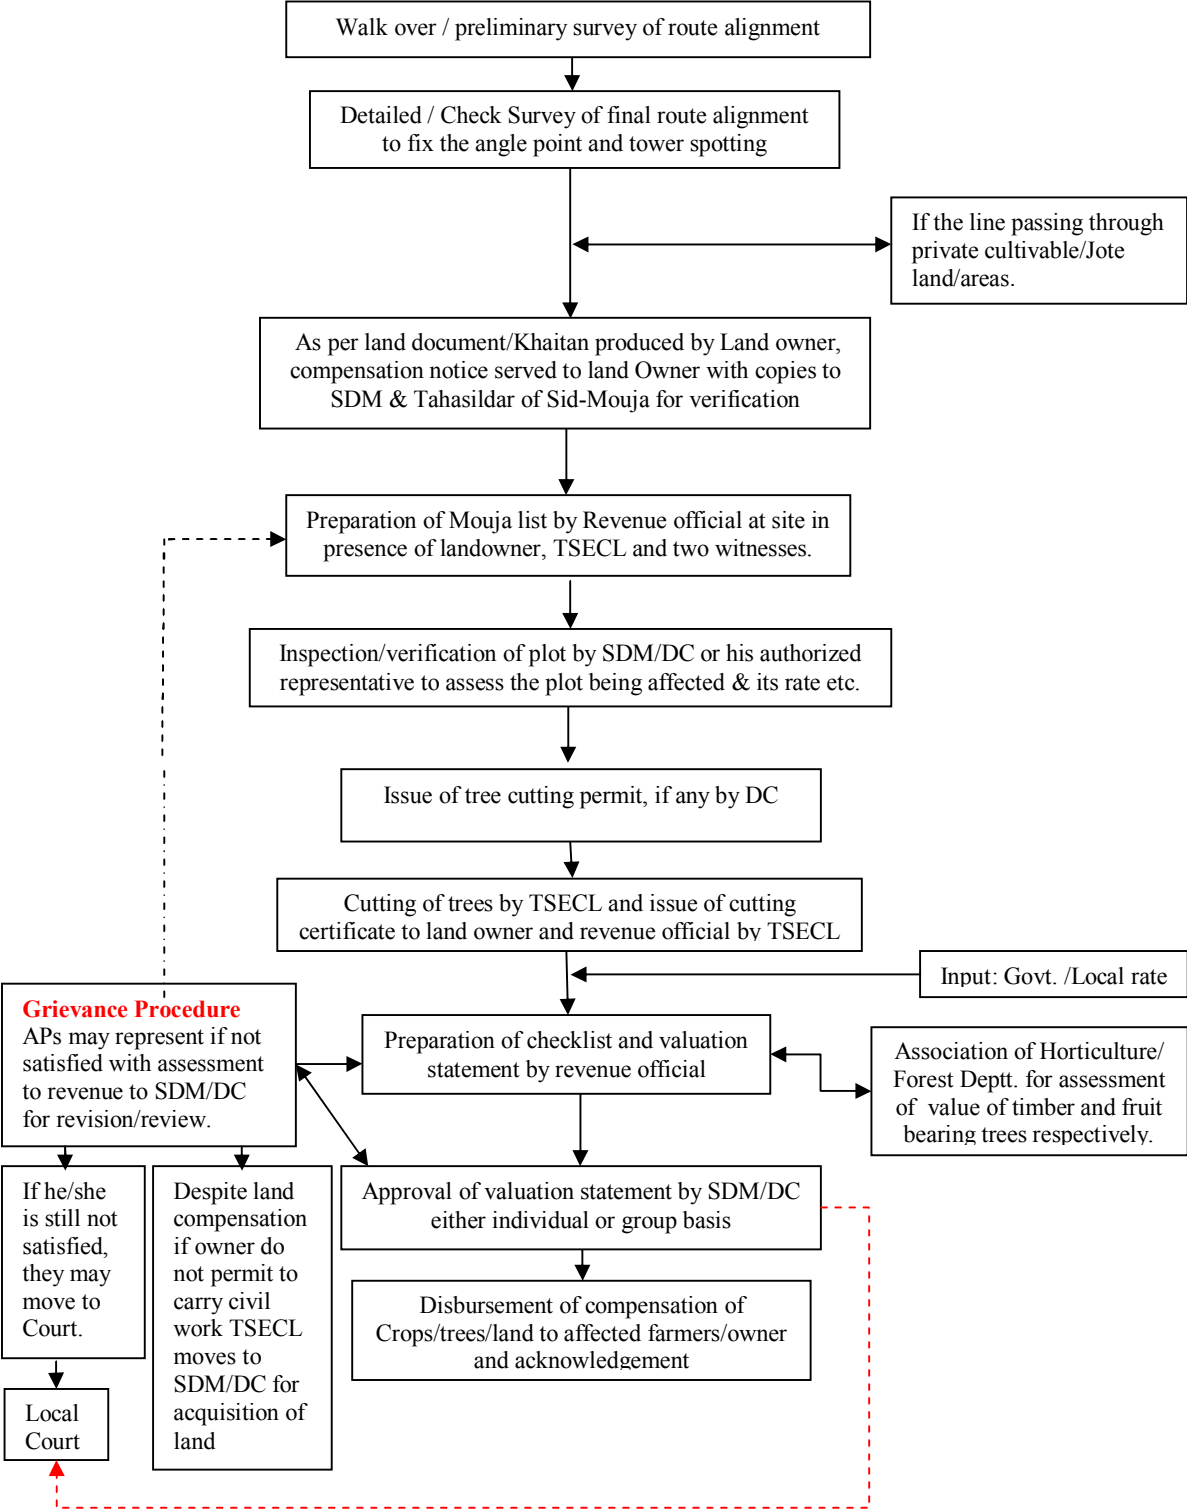 Walk over / preliminary survey of route alignment
Detailed / Check Survey of final route alignment
to fix the angle point and tower spotting
If the line passing through
private cultivable/Jote
land/areas.
As per land document/Khaitan produced by Land owner,
compensation notice served to land Owner with copies to
SDM & Tahasildar of Sid-Mouja for verification
Preparation of Mouja list by Revenue official at site in
presence of landowner, TSECL and two witnesses.
Inspection/verification of plot by SDM/DC or his authorized
representative to assess the plot being affected & its rate etc.
Issue of tree cutting permit, if any by DC
Cutting of trees by TSECL and issue of cutting
certificate to land owner and revenue official by TSECL
Input: Govt. /Local rate
Grievance Procedure
APs may represent if not
satisfied with assessment
to revenue to SDM/DC
for revision/review.
Preparation of checklist and valuation
statement by revenue official
Association of Horticulture/
Forest Deptt. for assessment
of  value of timber and fruit
bearing trees respectively.
If he/she
is still not
satisfied,
they may
move to
Court.
Despite land
compensation
if owner do
not permit to
carry civil
work TSECL
moves to
SDM/DC for
acquisition of
land
Approval of valuation statement by SDM/DC
either individual or group basis
Disbursement of compensation of
Crops/trees/land to affected farmers/owner
and acknowledgement
Local
Court